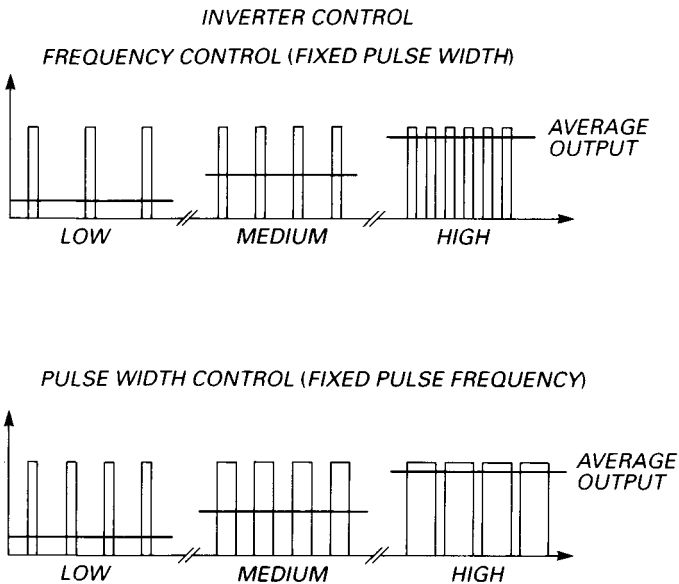 INVERTER CONTROL
FREQUENCY CONTROL (FIXED PULSE WIDTH)
AVERAGE
OUTPUT
LOW
MEDIUM
HIGH
PULSE WIDTH CONTROL (FIXED PULSE FREQUENCY)
AVERAGE
OUTPUT
LOW
MEDIUM
HIGH